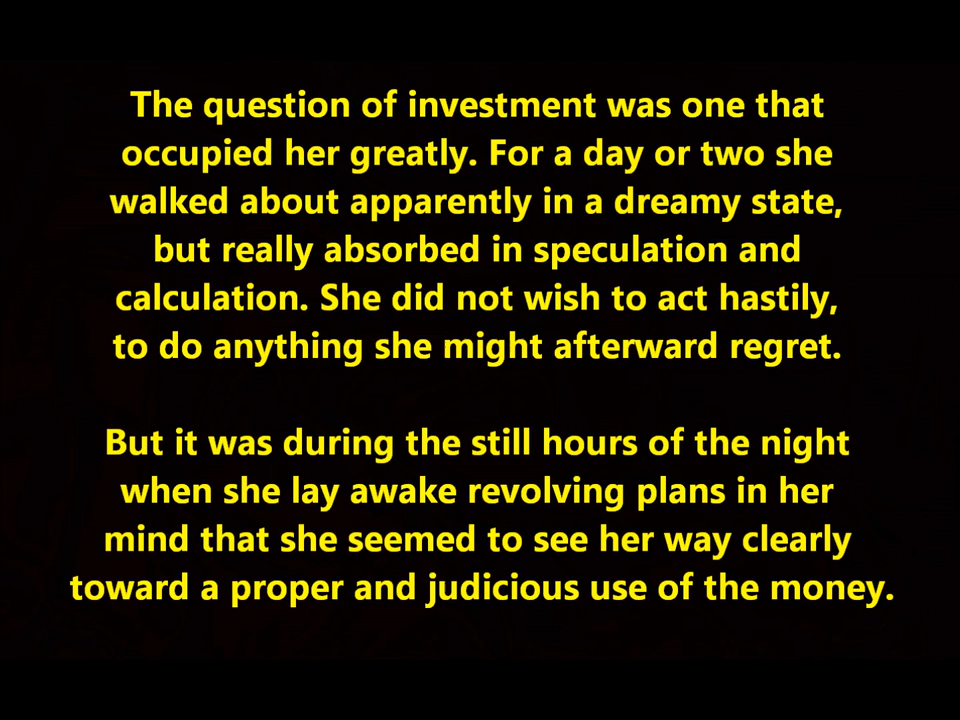 The question of investment was one that
occupied her greatly. For a day or two she
walked about apparently in a dreamy state,
but really absorbed in speculation and
calculation. She did not wish to act hastily,
to do anything she might afterward regret.
But it was during the still hours of the night
when she lay awake revolving plans in her
mind that she seemed to see her way clearly
toward a proper and judicious use of the money.